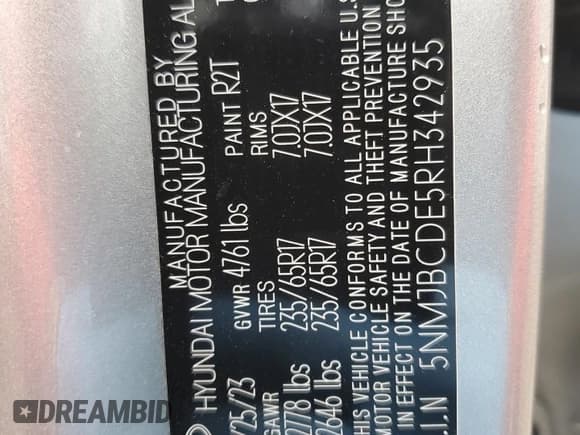 MANUFACTURED BY
HYUNDAI MOTOR MANUFACTURING AL
/25/23 GVWR 4761 lbs PAINT R2T
GAWR TIRES RIMS
2778 lbs 235/65R17 7.0JX17
2646 lbs 235/65R17 7.0JX17
THIS VEHICLE CONFORMS TO ALL APPLICABLE U.S
MOTOR VEHICLE SAFETY AND THEFT PREVENTION
IN EFFECT ON THE DATE OF MANUFACTURE SHO
.I.N 5NMJBCDE5RH342935
DREAMBID